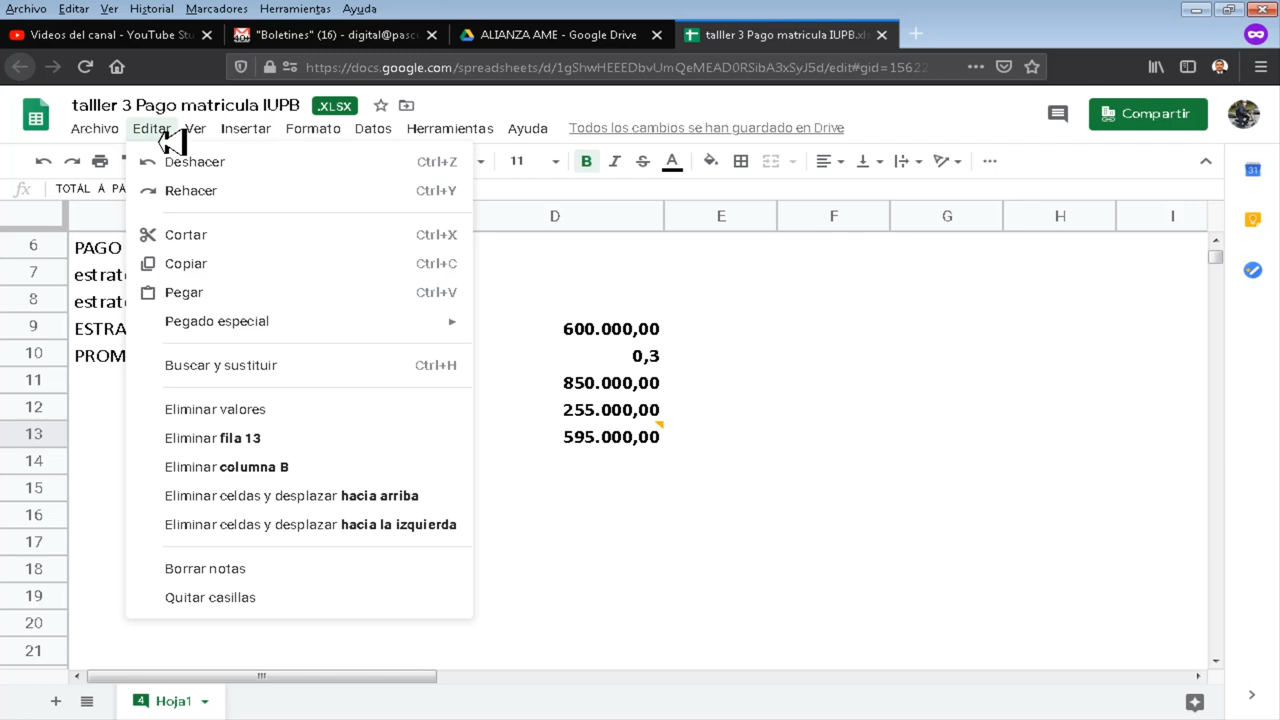 Archivo Editar Ver Historial Marcadores Herramientas Ayuda
Videos del canal - YouTube Stu
40+ "Boletines" (16) - digital@pascu
ALIANZA AME - Google Drive
talller 3 Pago matricula IUPB.xls
https://docs.google.com/spreadsheets/d/1gShwHEEEDbvUmQeMEAD0RSibA3xSyJ5d/edit#gid=15622
talller 3 Pago matricula IUPB .XLSX
Compartir
Archivo Editar Ver Insertar Formato Datos Herramientas Ayuda Todos los cambios se han guardado en Drive
11 B I S A
fx TOTAL A PA
Deshacer Ctrl+Z
Rehacer Ctrl+Y
Cortar Ctrl+X
Copiar Ctrl+C
Pegar Ctrl+V
Pegado especial
Buscar y sustituir Ctrl+H
Eliminar valores
Eliminar fila 13
Eliminar columna B
Eliminar celdas y desplazar hacia arriba
Eliminar celdas y desplazar hacia la izquierda
Borrar notas
Quitar casillas
D E F G H I
6 PAGO
7 estrat
8 estrat
9 ESTRA 600.000,00
10 PROM 0,3
11 850.000,00
12 255.000,00
13 595.000,00
14
15
16
17
18
19
20
21
31
4 Hoja1